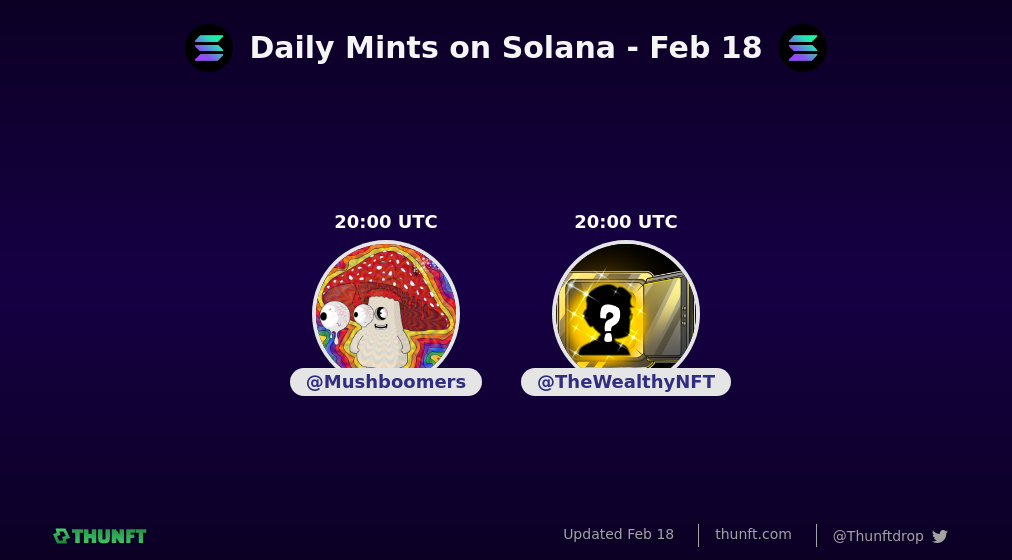 Daily Mints on Solana - Feb 18
20:00 UTC
20:00 UTC
?
@Mushboomers
@TheWealthyNFT
THUNFT
Updated Feb 18
thunft.com
@Thunftdrop